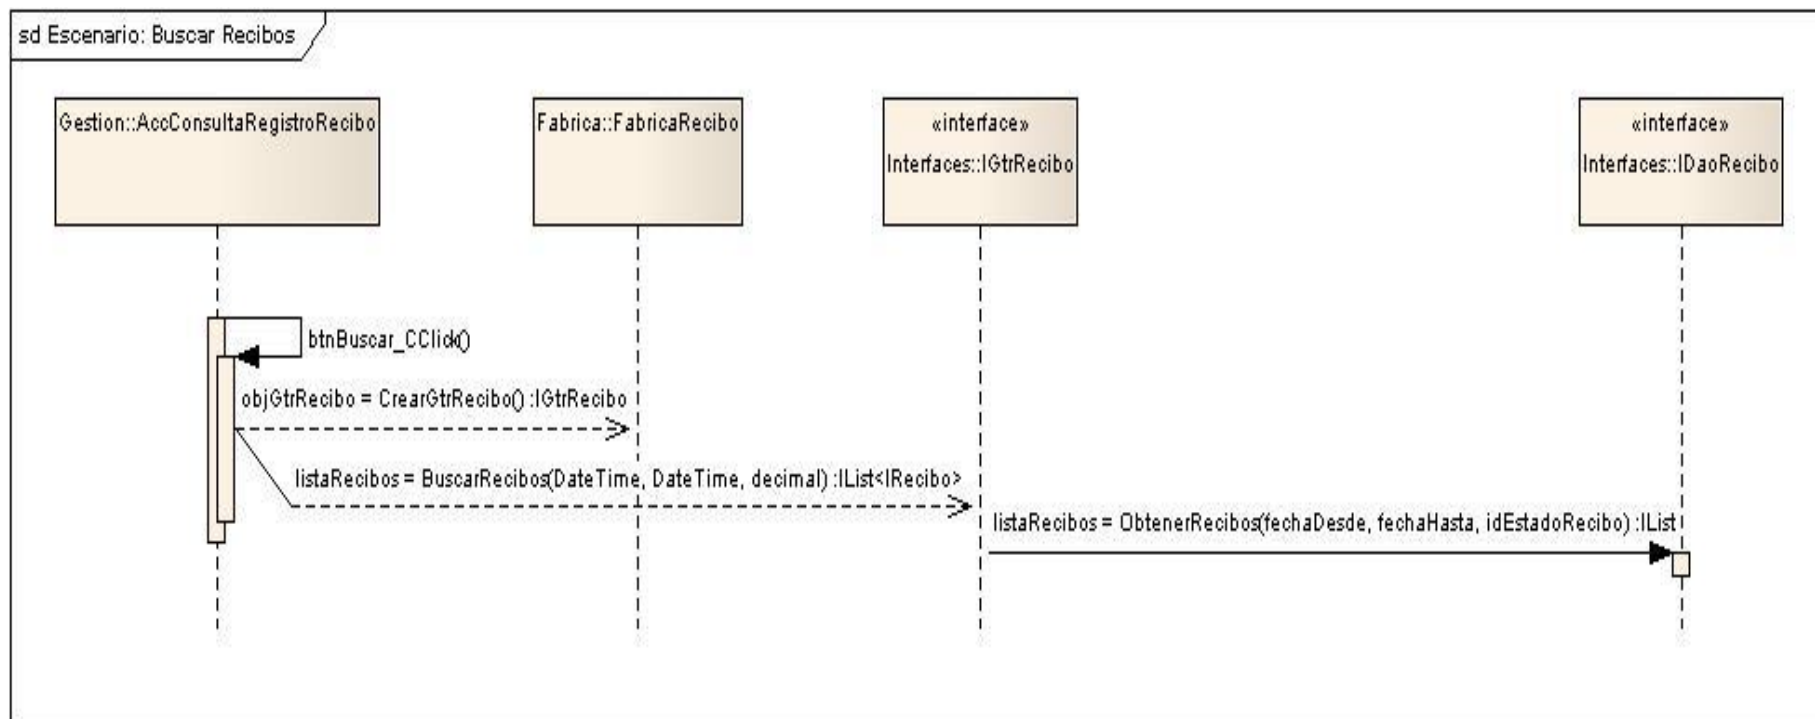 sd Escenario: Buscar Recibos
Gestion::AccConsultaRegistroRecibo
Fabrica::FabricaRecibo
«interface»
Interfaces::IGtrRecibo
«interface»
Interfaces::IDaoRecibo
btnBuscar_CClick()
objGtrRecibo = CrearGtrRecibo() :IGtrRecibo
listaRecibos = BuscarRecibos(DateTime, DateTime, decimal) :IList<IRecibo>
listaRecibos = ObtenerRecibos(fechaDesde, fechaHasta, idEstadoRecibo) :IList